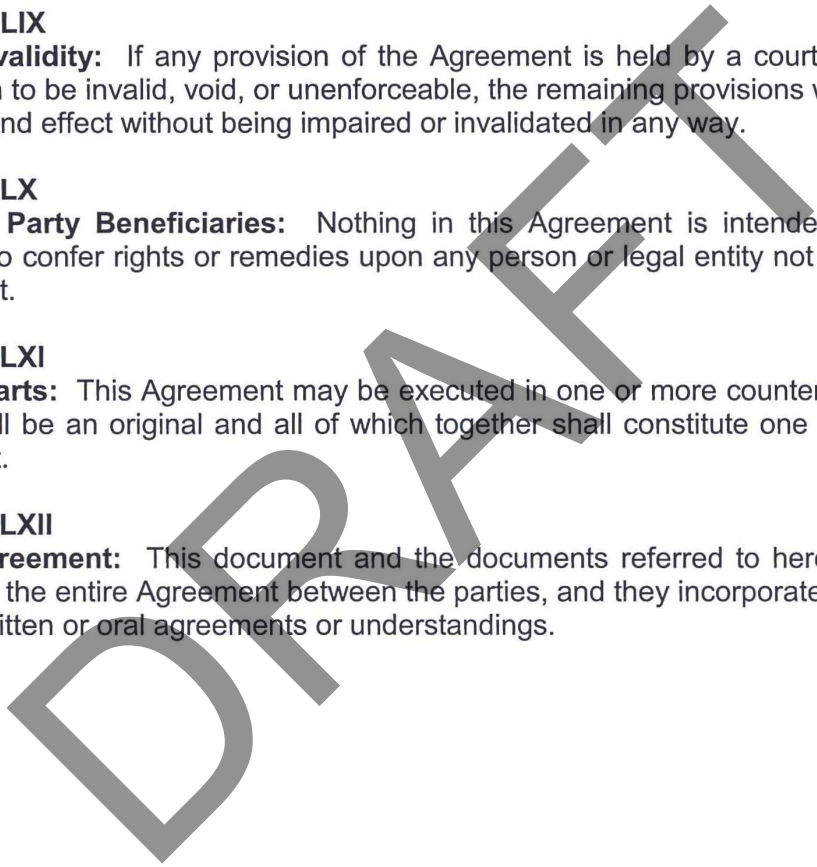 LIX
validity: If any provision of the Agreement is held by a court
n to be invalid, void, or unenforceable, the remaining provisions
nd effect without being impaired or invalidated in any way.
LX
Party Beneficiaries: Nothing in this Agreement is intende
o confer rights or remedies upon any person or legal entity not
t.
LXI
arts: This Agreement may be executed in one or more counter
ll be an original and all of which together shall constitute one
t.
LXII
reement: This document and the documents referred to her
the entire Agreement between the parties, and they incorporate
itten or oral agreements or understandings.
DRAFT